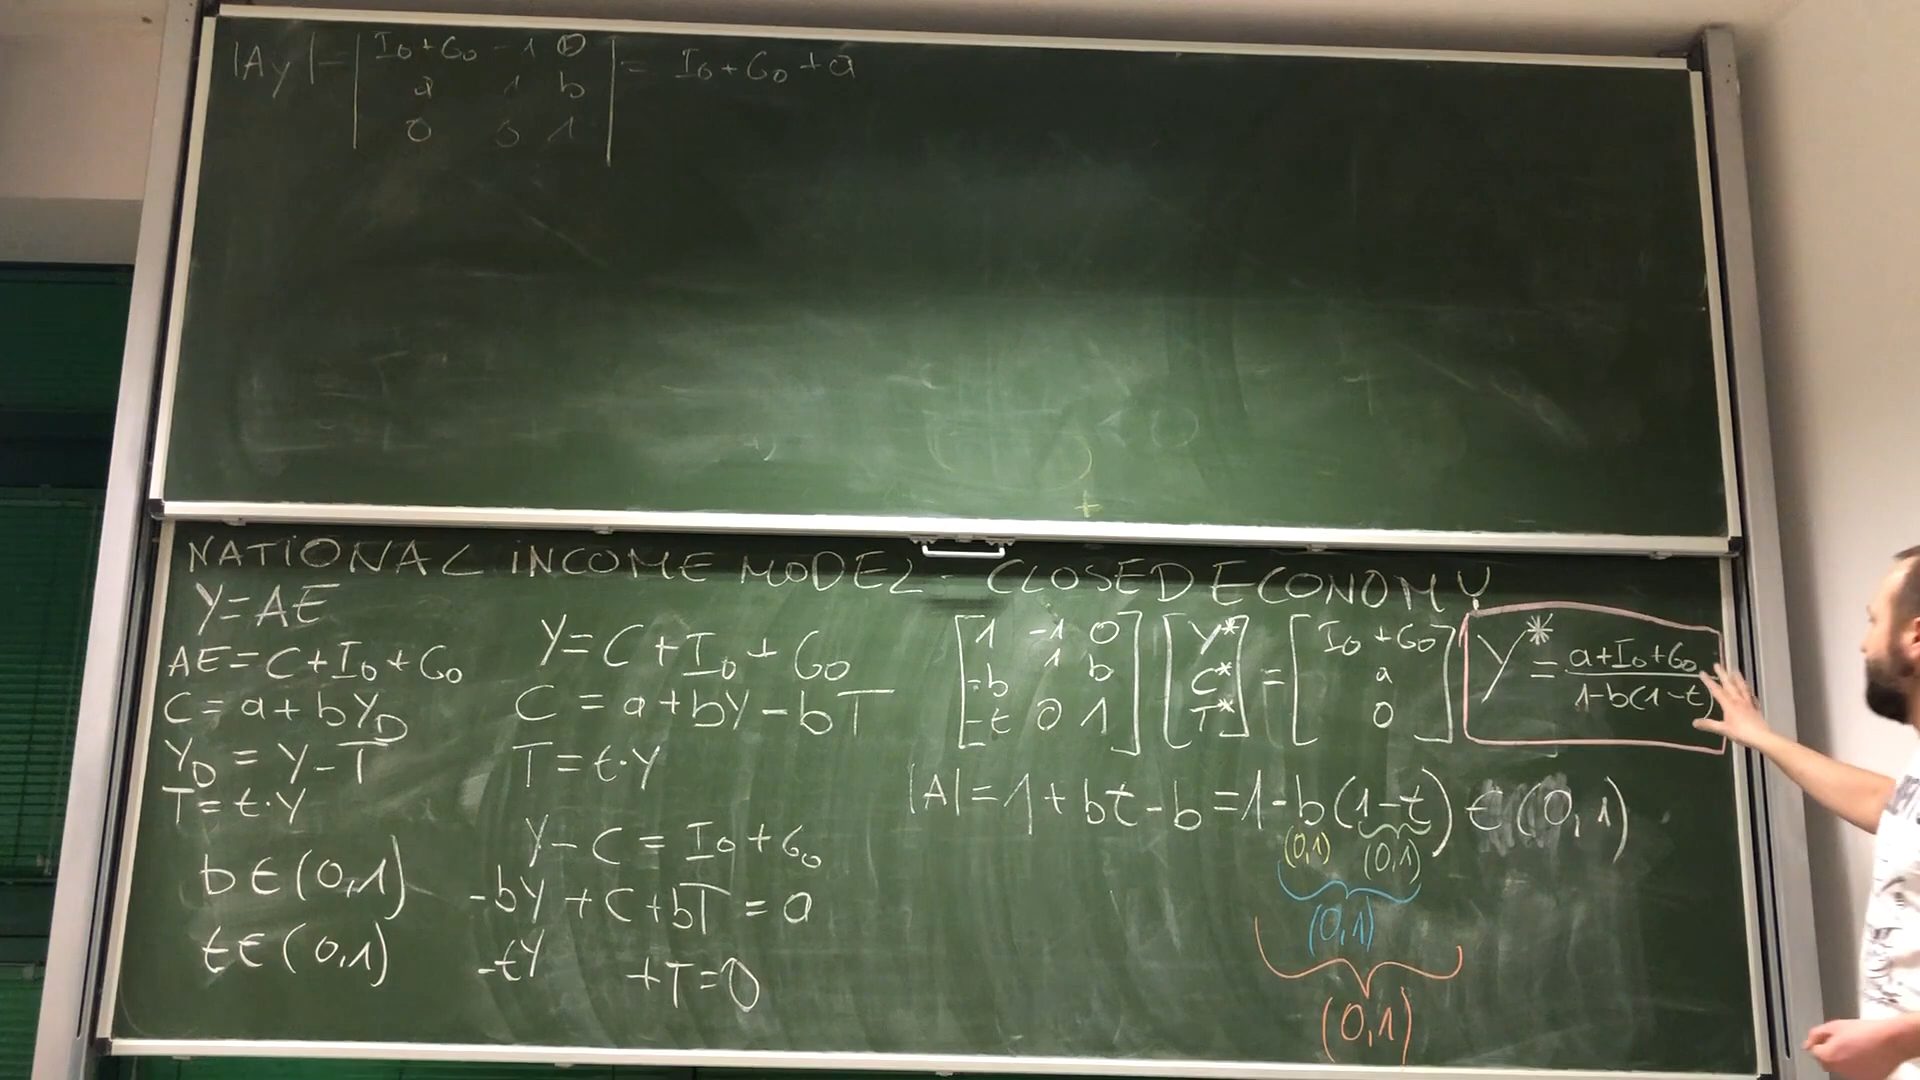 |Ay| = | I₀+G₀ -1 0 | = I₀+G₀+a
a 1 b
0 0 1
NATIONAL INCOME MODEL - CLOSED ECONOMY
Y=AE
AE=C+I₀+G₀
C=a+bY_D
Y_D=Y-T
T=t·Y
b∈(0,1)
t∈(0,1)
Y=C+I₀+G₀
C=a+bY-bT
T=t·Y
Y-C=I₀+G₀
-bY+C+bT=a
-tY +T=0
[1 -1 0] [Y*] = [I₀+G₀]
[-b 1 b] [C*] [a]
[-t 0 1] [T*] [0]
Y*=(a+I₀+G₀)/(1-b(1-t))
|A|=1+bt-b=1-b(1-t) ∈(0,1)
(0,1) (0,1)
(0,1)
(0,1)